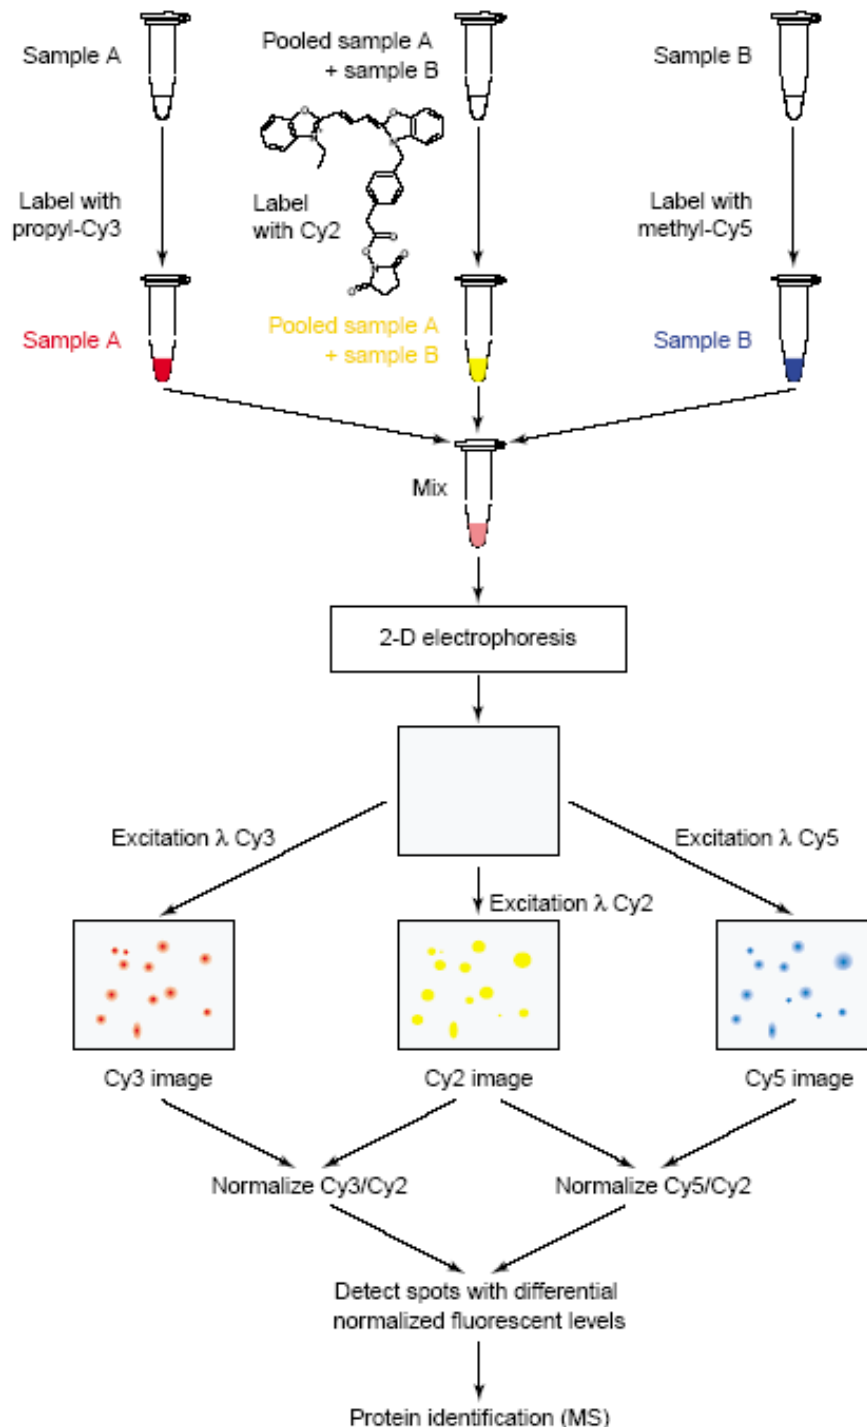 Sample A
Pooled sample A
+ sample B
Sample B
Label with
propyl-Cy3
Label
with Cy2
Label with
methyl-Cy5
Sample A
Pooled sample A
+ sample B
Sample B
Mix
2-D electrophoresis
Excitation λ Cy3
Excitation λ Cy5
Excitation λ Cy2
Cy3 image
Cy2 image
Cy5 image
Normalize Cy3/Cy2
Normalize Cy5/Cy2
Detect spots with differential
normalized fluorescent levels
Protein identification (MS)